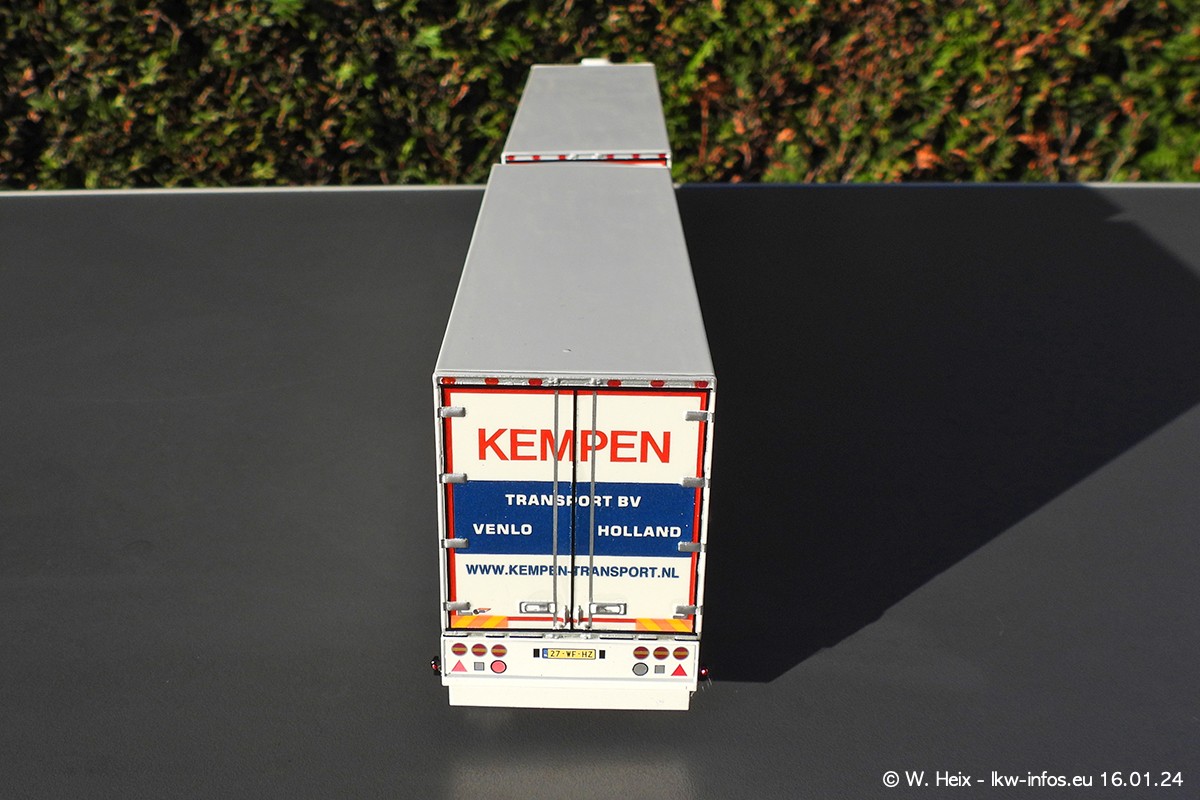 KEMPEN
TRANSPORT BV
VENLO HOLLAND
WWW.KEMPEN-TRANSPORT.NL
27-WF-HZ
© W. Heix - lkw-infos.eu 16.01.24